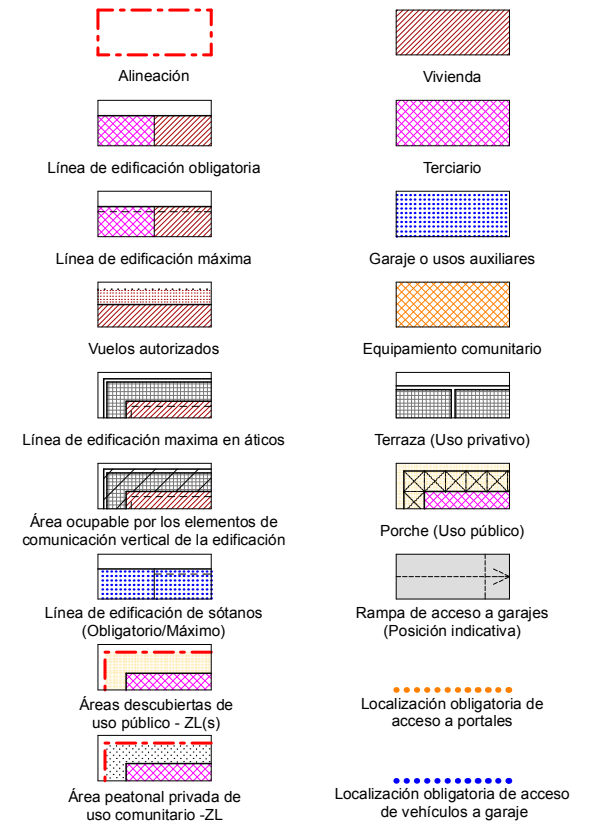 Alineación
Vivienda
Línea de edificación obligatoria
Terciario
Línea de edificación máxima
Garaje o usos auxiliares
Vuelos autorizados
Equipamiento comunitario
Línea de edificación maxima en áticos
Terraza (Uso privativo)
Área ocupable por los elementos de
comunicación vertical de la edificación
Porche (Uso público)
Línea de edificación de sótanos
(Obligatorio/Máximo)
Rampa de acceso a garajes
(Posición indicativa)
Áreas descubiertas de
uso público - ZL(s)
Localización obligatoria de
acceso a portales
Área peatonal privada de
uso comunitario -ZL
Localización obligatoria de acceso
de vehículos a garaje